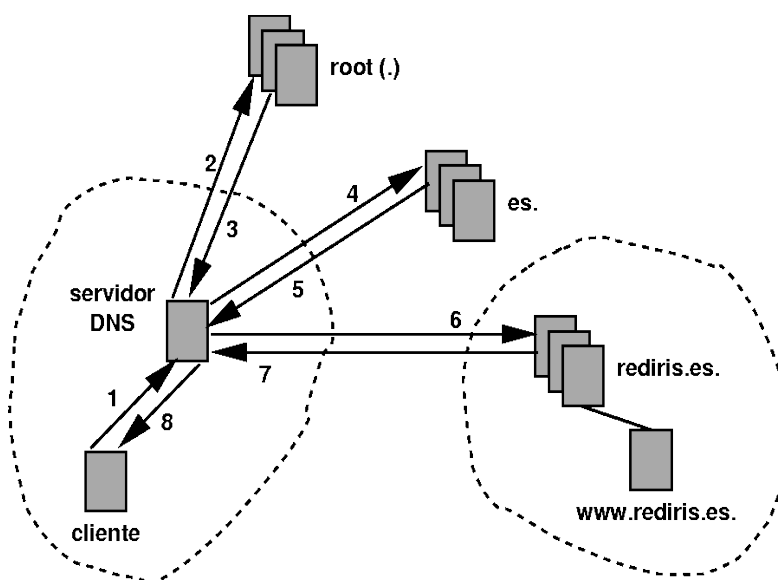 root (.)
2
3
4
es.
5
servidor
DNS
6
7
rediris.es.
1
8
cliente
www.rediris.es.